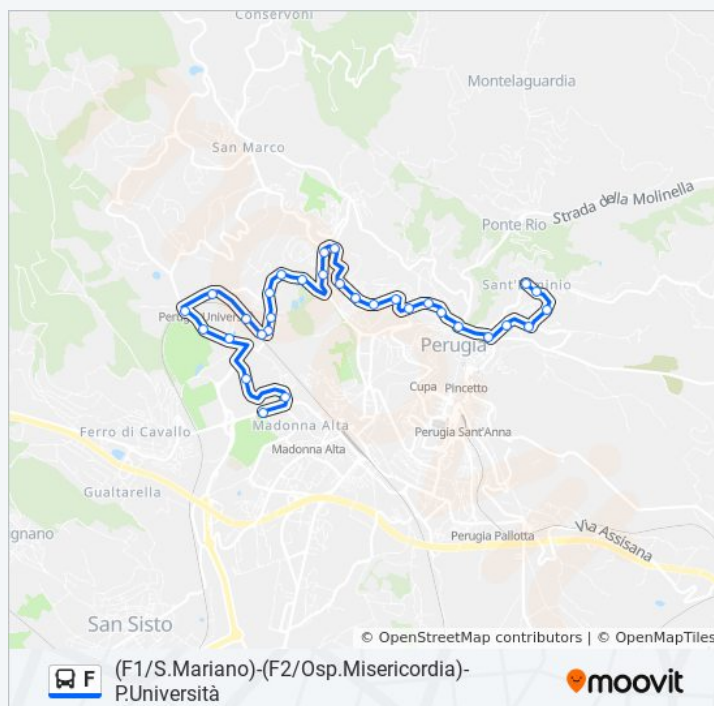 Conservoni
Montelaguardia
San Marco
Strada della Molinella
Ponte Rio
Sant'Erminio
Perugia
Cupa
Pincetto
Ferro di Cavallo
Madonna Alta
Perugia Sant'Anna
Madonna Alta
Gualtarella
gnano
Perugia Pallotta
Via Assisana
San Sisto
© OpenStreetMap contributors | © OpenMapTiles
F
(F1/S.Mariano)-(F2/Osp.Misericordia)-
P.Università
moovit